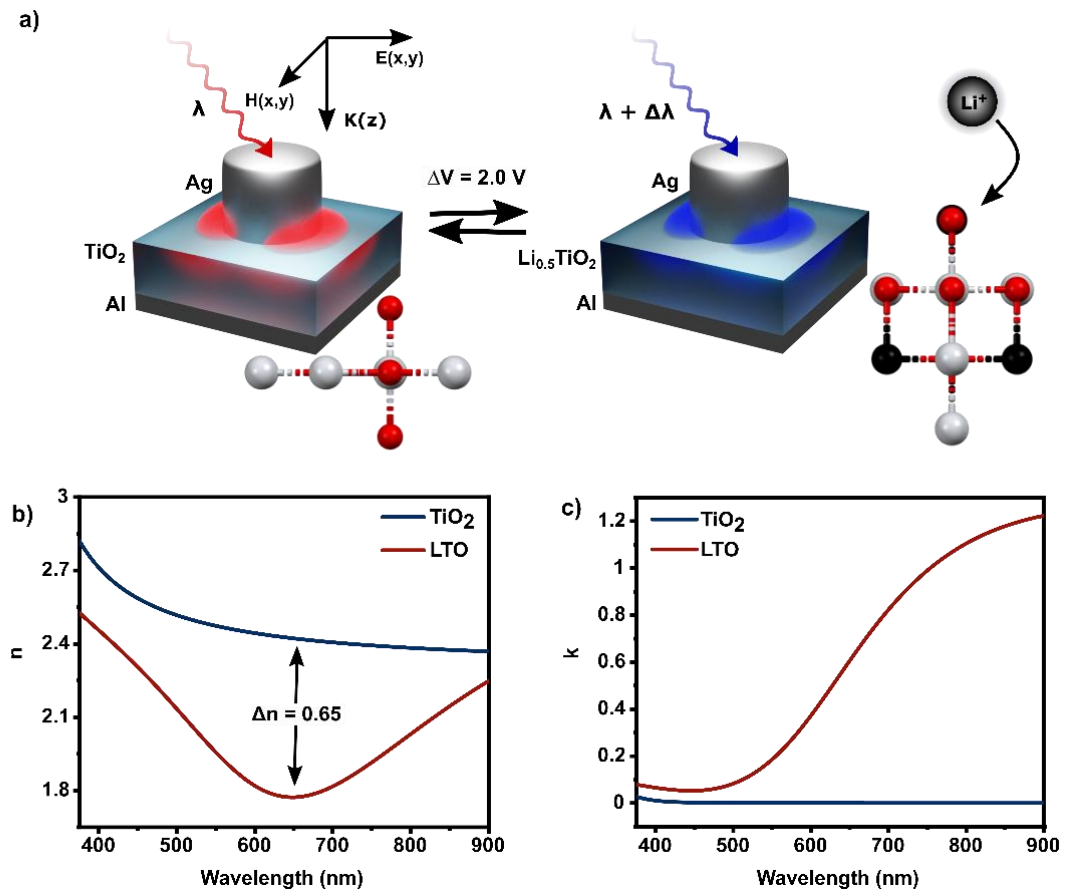 a)
E(x,y)
H(x,y)
K(z)
λ
λ + Δλ
Li⁺
Ag
Ag
ΔV = 2.0 V
TiO₂
Li₀.₅TiO₂
Al
Al
b)
3
2.7
2.4
2.1
1.8
n
TiO₂
LTO
Δn = 0.65
400 500 600 700 800 900
Wavelength (nm)
c)
1.2
1
0.8
0.6
0.4
0.2
0
k
TiO₂
LTO
400 500 600 700 800 900
Wavelength (nm)